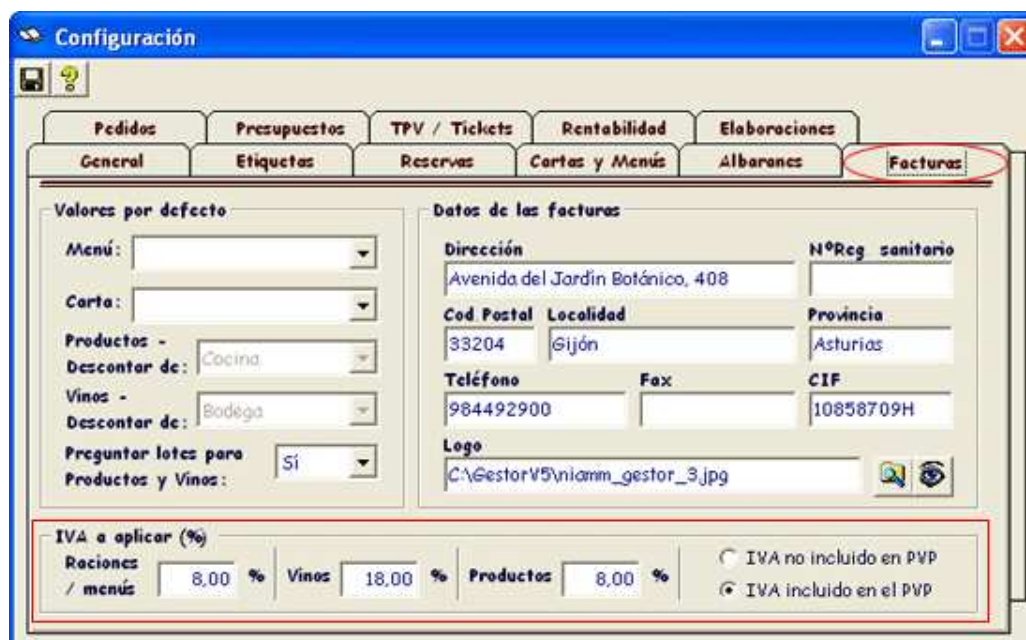 Configuración
Pedidos Presupuestos TPV / Tickets Rentabilidad Elaboraciones
General Etiquetas Reservas Cartas y Menús Albaranes Facturas
Valores por defecto
Menú:
Carta:
Productos -
Descontar de: Cocina
Vinos -
Descontar de: Bodega
Preguntar lotes para
Productos y Vinos: Sí
Datos de las facturas
Dirección NºReg sanitario
Avenida del Jardín Botánico, 408
Cod Postal Localidad Provincia
33204 Gijón Asturias
Teléfono Fax CIF
984492900 10858709H
Logo
C:\GestorV5\niamm_gestor_3.jpg
IVA a aplicar (%)
Raciones
/ menús 8,00 % Vinos 18,00 % Productos 8,00 %
IVA no incluido en PVP
IVA incluido en el PVP